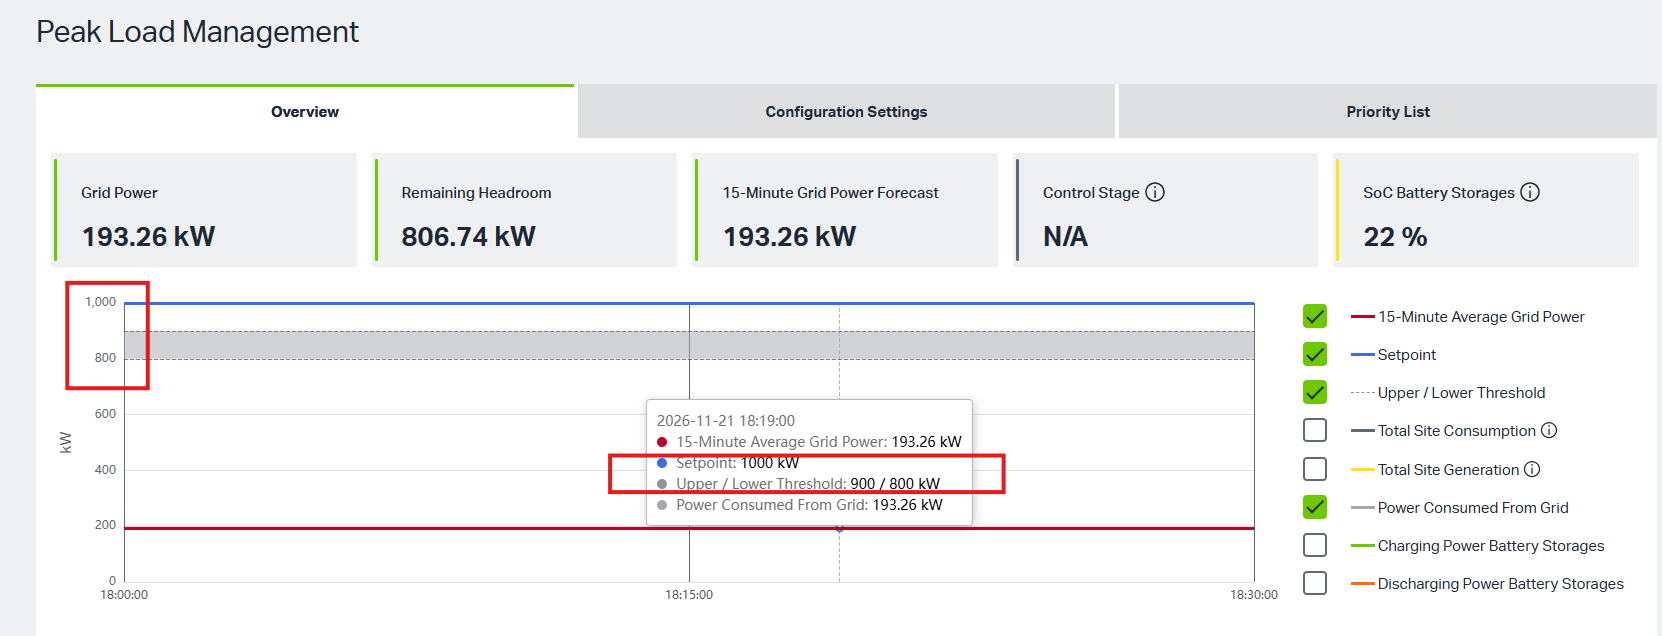 Peak Load Management
Overview
Configuration Settings
Priority List
Grid Power
193.26 kW
Remaining Headroom
806.74 kW
15-Minute Grid Power Forecast
193.26 kW
Control Stage
N/A
SoC Battery Storages
22 %
1,000
800
600
400
200
0
kW
18:00:00
18:15:00
18:30:00
2026-11-21 18:19:00
15-Minute Average Grid Power: 193.26 kW
Setpoint: 1000 kW
Upper / Lower Threshold: 900 / 800 kW
Power Consumed From Grid: 193.26 kW
15-Minute Average Grid Power
Setpoint
Upper / Lower Threshold
Total Site Consumption
Total Site Generation
Power Consumed From Grid
Charging Power Battery Storages
Discharging Power Battery Storages